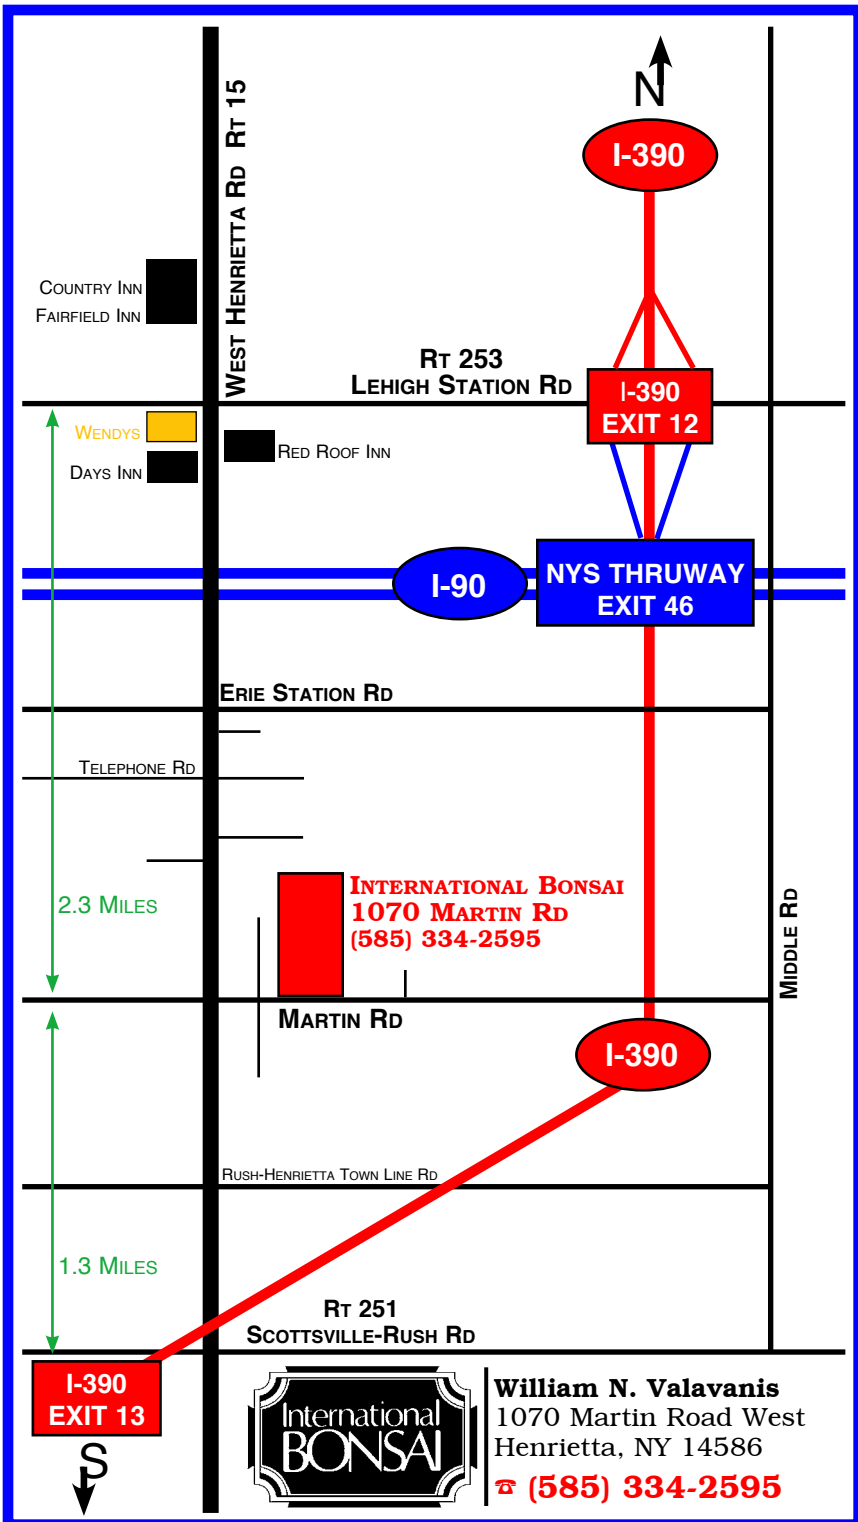 N
I-390
WEST HENRIETTA RD RT 15
COUNTRY INN
FAIRFIELD INN
RT 253
LEHIGH STATION RD
I-390
EXIT 12
WENDYS
DAYS INN
RED ROOF INN
I-90
NYS THRUWAY
EXIT 46
ERIE STATION RD
TELEPHONE RD
2.3 MILES
INTERNATIONAL BONSAI
1070 MARTIN RD
(585) 334-2595
MIDDLE RD
MARTIN RD
I-390
RUSH-HENRIETTA TOWN LINE RD
1.3 MILES
RT 251
SCOTTSVILLE-RUSH RD
I-390
EXIT 13
S
International
BONSAI
William N. Valavanis
1070 Martin Road West
Henrietta, NY 14586
☎ (585) 334-2595